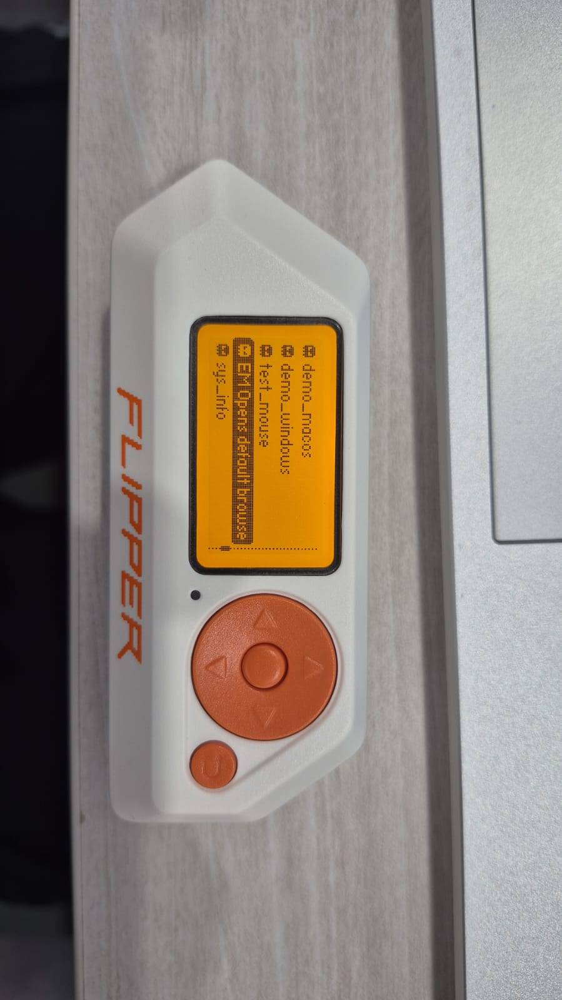 demo_macos
demo_windows
test_mouse
EM Opens default browse
sys_info
FLIPPER